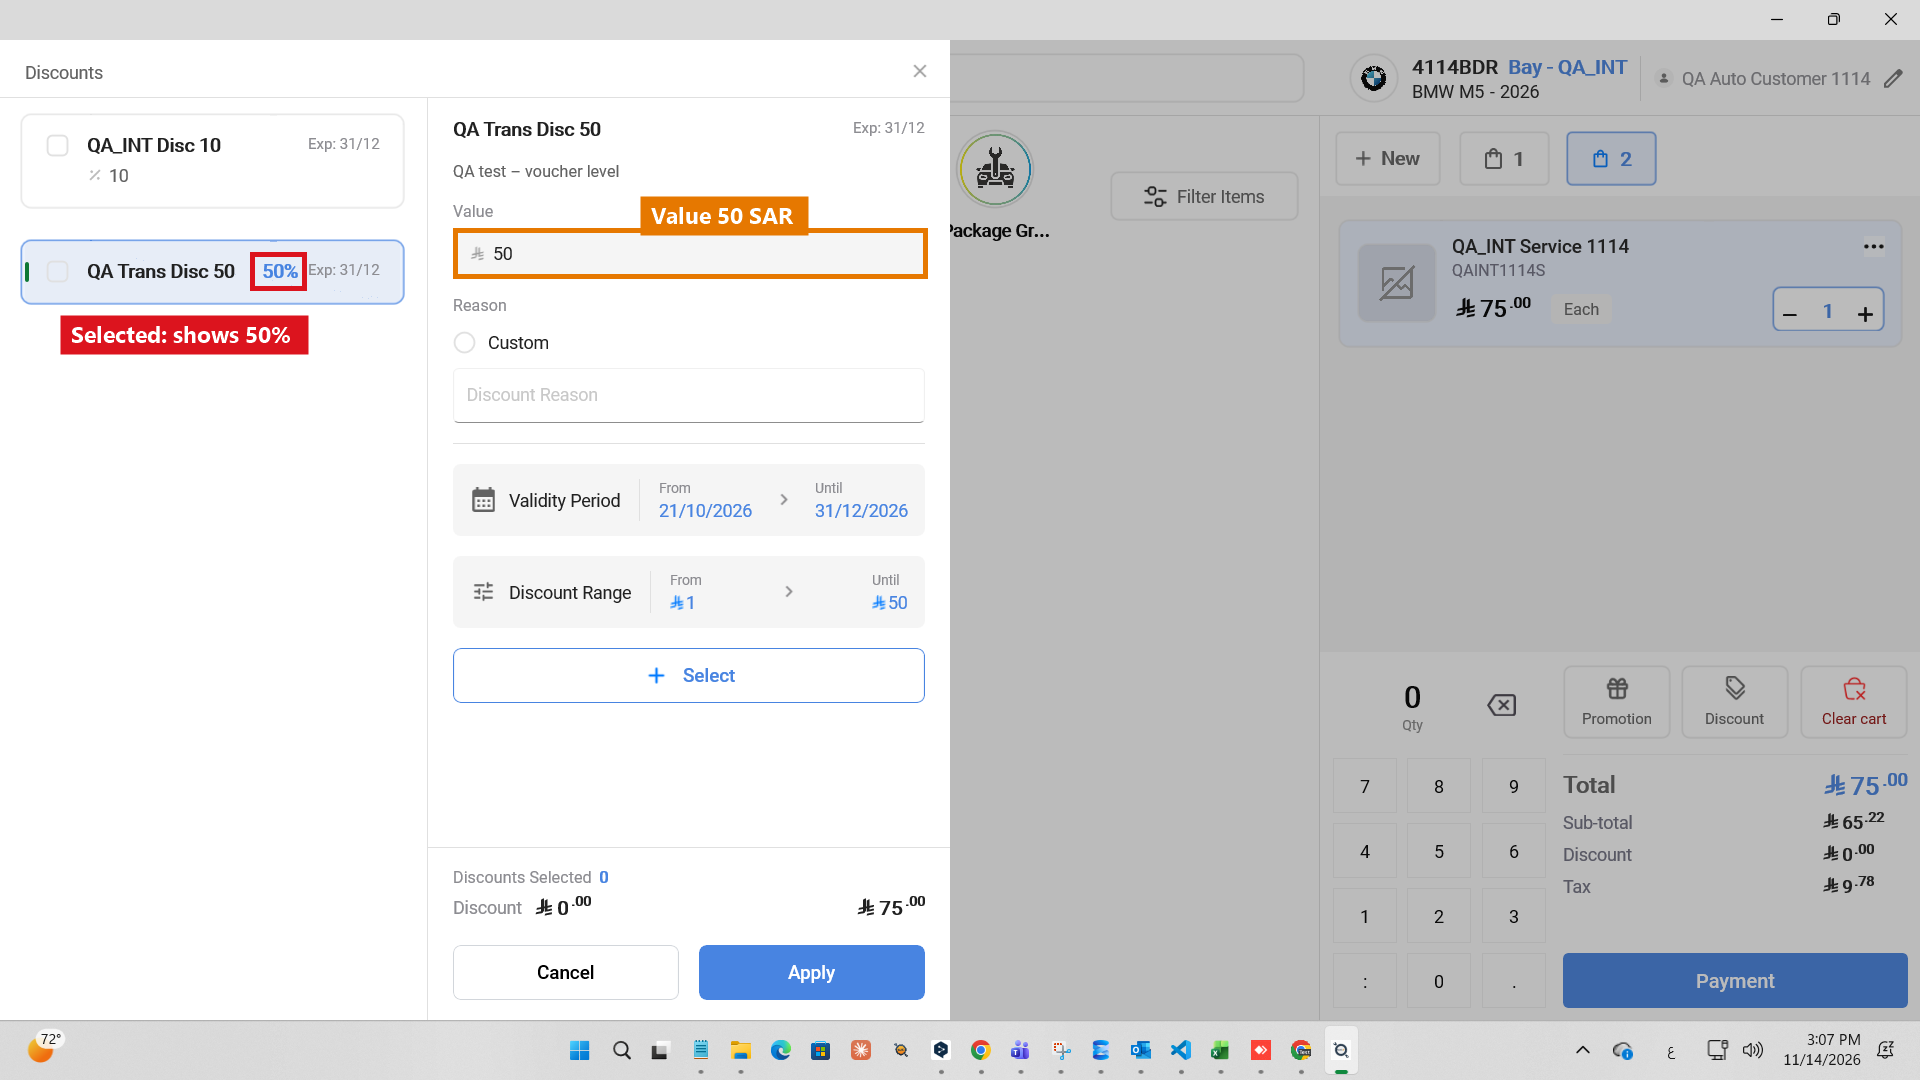 Discounts
QA_INT Disc 10
Exp: 31/12
10
QA Trans Disc 50
50%
Exp: 31/12
Selected: shows 50%
QA Trans Disc 50
Exp: 31/12
QA test – voucher level
Value
Value 50 SAR
50
Reason
Custom
Discount Reason
Validity Period
From
21/10/2026
Until
31/12/2026
Discount Range
From
1
Until
50
+ Select
Discounts Selected 0
Discount 0.00
75.00
Cancel
Apply
Package Gr...
Filter Items
4114BDR Bay - QA_INT
BMW M5 - 2026
QA Auto Customer 1114
+ New
1
2
QA_INT Service 1114
QAINT1114S
75.00
Each
− 1 +
0
Qty
Promotion
Discount
Clear cart
7 8 9
4 5 6
1 2 3
: 0 .
Total 75.00
Sub-total 65.22
Discount 0.00
Tax 9.78
Payment
72°
ع
3:07 PM
11/14/2026